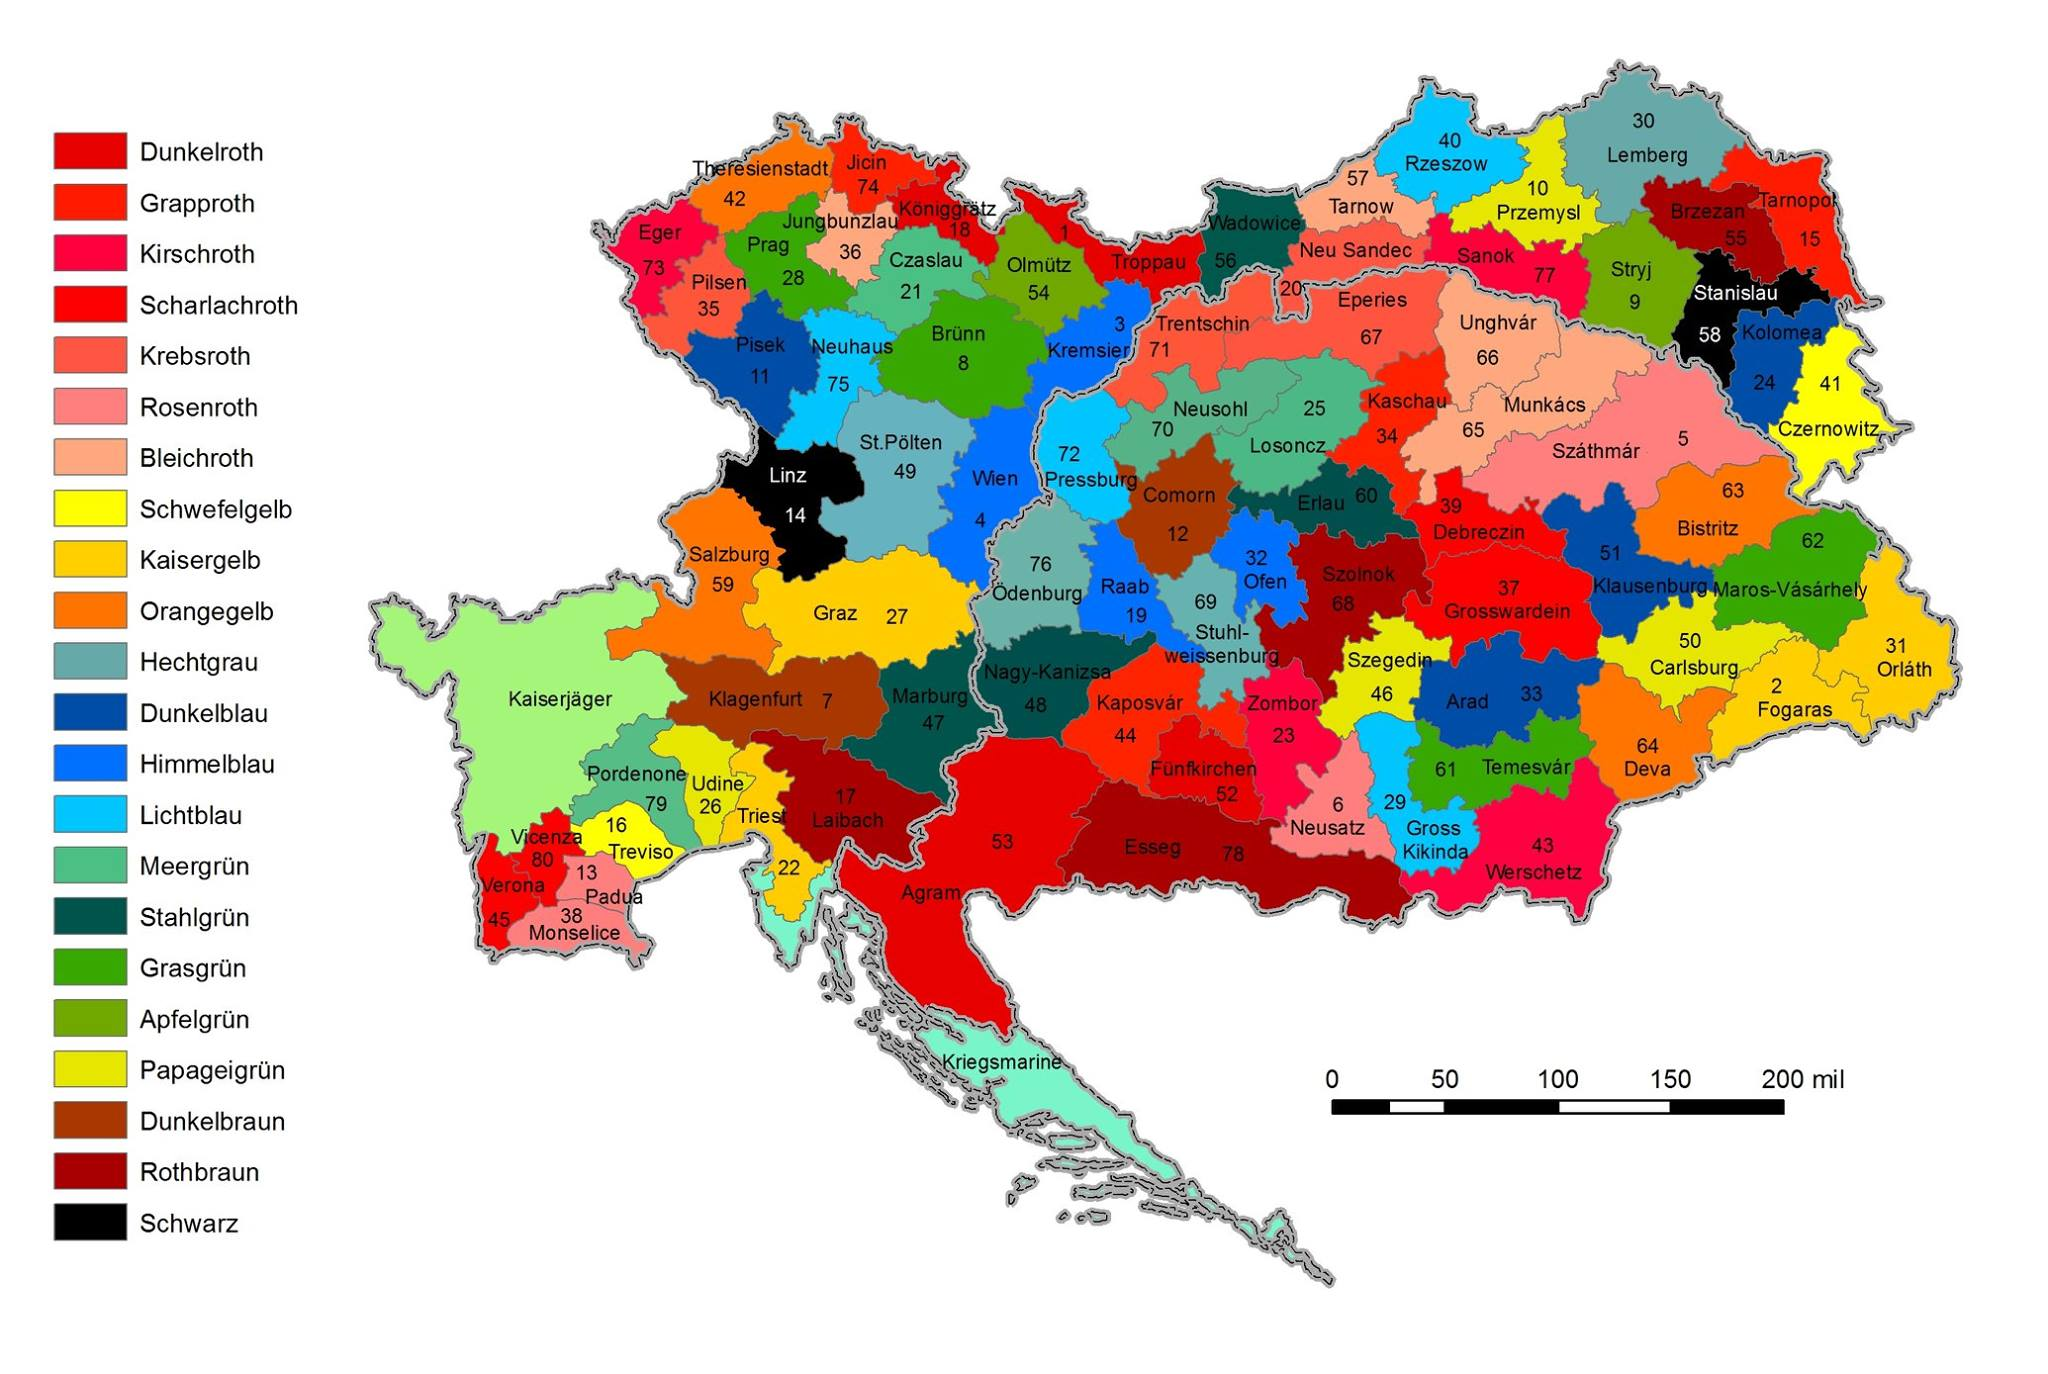 Dunkelroth
Grapproth
Kirschroth
Scharlachroth
Krebsroth
Rosenroth
Bleichroth
Schwefelgelb
Kaisergelb
Orangegelb
Hechtgrau
Dunkelblau
Himmelblau
Lichtblau
Meergrün
Stahlgrün
Grasgrün
Apfelgrün
Papageigrün
Dunkelbraun
Rothbraun
Schwarz
Theresienstadt
42
Jicin
74
Königgrätz
18
Jungbunzlau
36
Eger
73
Prag
28
Pilsen
35
Czaslau
21
Olmütz
54
1
Troppau
Wadowice
56
57
Tarnow
40
Rzeszow
10
Przemysl
30
Lemberg
Brzezan
55
Tarnopol
15
Neu Sandec
20
Sanok
77
Stryj
9
Stanislau
58
Kolomea
24
41
Czernowitz
Pisek
11
Neuhaus
75
Brünn
8
3
Kremsier
Trentschin
71
Eperies
67
Unghvár
66
Munkács
65
Kaschau
34
Neusohl
70
25
Losoncz
Száthmár
5
Linz
14
St.Pölten
49
Wien
4
72
Pressburg
Comorn
12
Erlau
60
39
Debreczin
63
Bistritz
62
Maros-Vásárhely
51
Klausenburg
Salzburg
59
Graz
27
76
Ödenburg
Raab
19
32
Ofen
69
Stuhl-
weissenburg
Szolnok
68
37
Grosswardein
50
Carlsburg
31
Orláth
2
Fogaras
Kaiserjäger
Klagenfurt
7
Marburg
47
Nagy-Kanizsa
48
Kaposvár
44
Zombor
23
Szegedin
46
Arad
33
64
Deva
Pordenone
79
Udine
26
Triest
22
17
Laibach
Fünfkirchen
52
6
Neusatz
29
Gross
Kikinda
61
Temesvár
43
Werschetz
Vicenza
80
16
Treviso
Verona
45
13
Padua
38
Monselice
53
Agram
Esseg
78
Kriegsmarine
0
50
100
150
200 mil